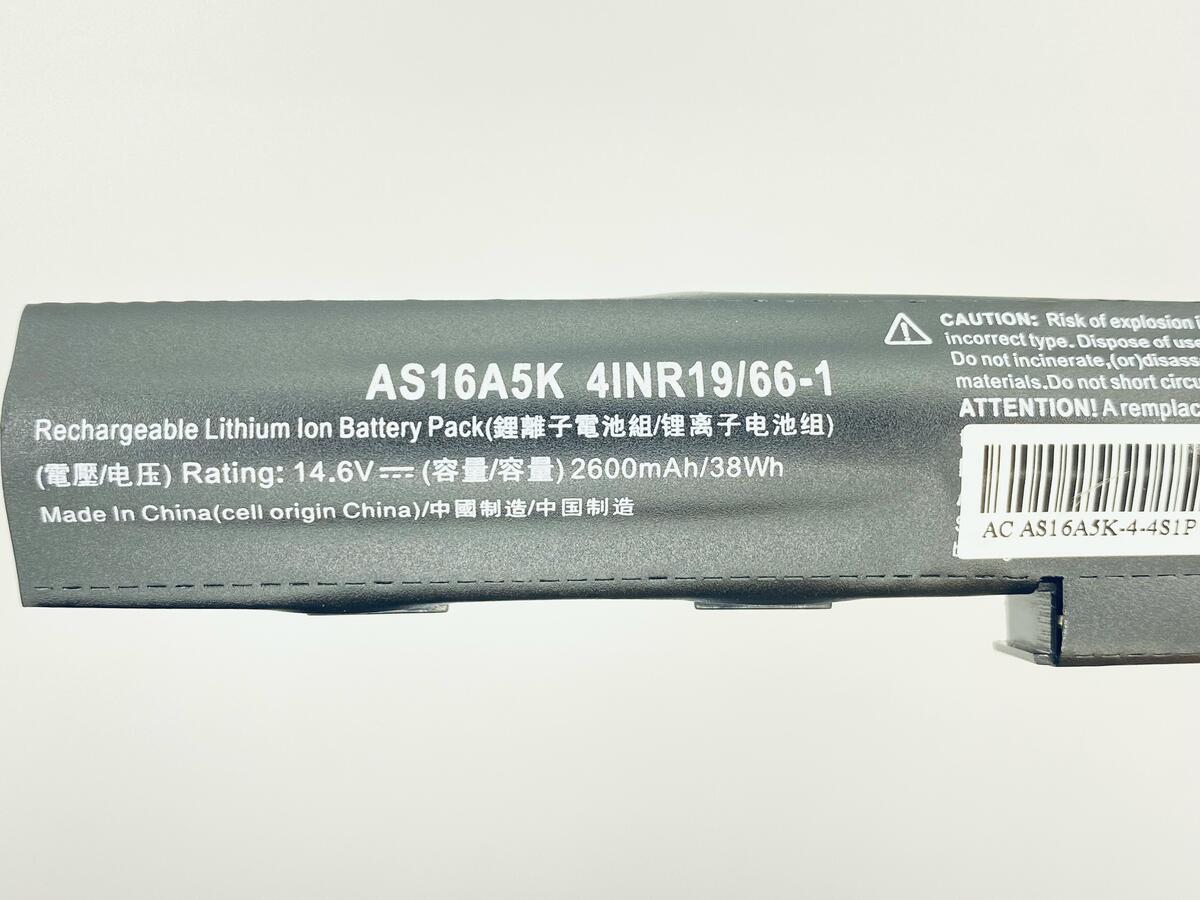 AS16A5K 4INR19/66-1
Rechargeable Lithium Ion Battery Pack(鋰離子電池組/锂离子电池组)
(電壓/电压) Rating: 14.6V⎓ (容量/容量) 2600mAh/38Wh
Made In China(cell origin China)/中國制造/中国制造
CAUTION: Risk of explosion
incorrect type. Dispose of use
Do not incinerate,(or)disass
materials.Do not short circu
ATTENTION! A remplac
AC AS16A5K-4-4S1P